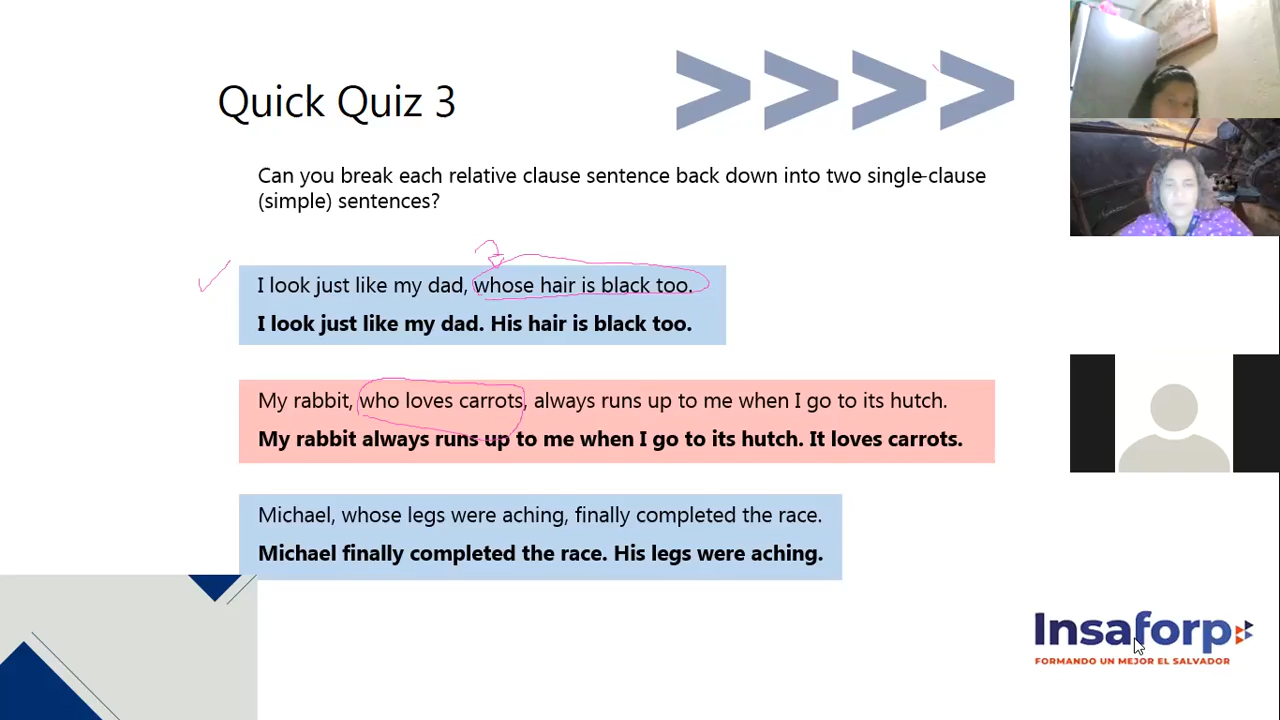 Quick Quiz 3
Can you break each relative clause sentence back down into two single-clause
(simple) sentences?
I look just like my dad, whose hair is black too.
I look just like my dad. His hair is black too.
My rabbit, who loves carrots, always runs up to me when I go to its hutch.
My rabbit always runs up to me when I go to its hutch. It loves carrots.
Michael, whose legs were aching, finally completed the race.
Michael finally completed the race. His legs were aching.
Insaforp
FORMANDO UN MEJOR EL SALVADOR